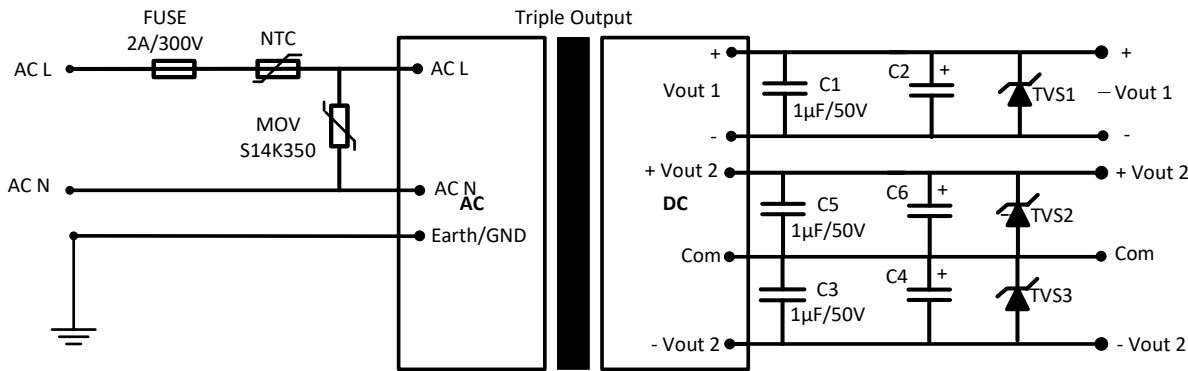 Triple Output
FUSE
2A/300V
NTC
AC L
AC L
MOV
S14K350
AC N
AC N
AC
Earth/GND
+
Vout 1
-
C1
1µF/50V
C2
+
TVS1
+
Vout 1
-
+ Vout 2
DC
C5
1µF/50V
C6
+
TVS2
+ Vout 2
Com
Com
C3
1µF/50V
C4
+
TVS3
- Vout 2
- Vout 2